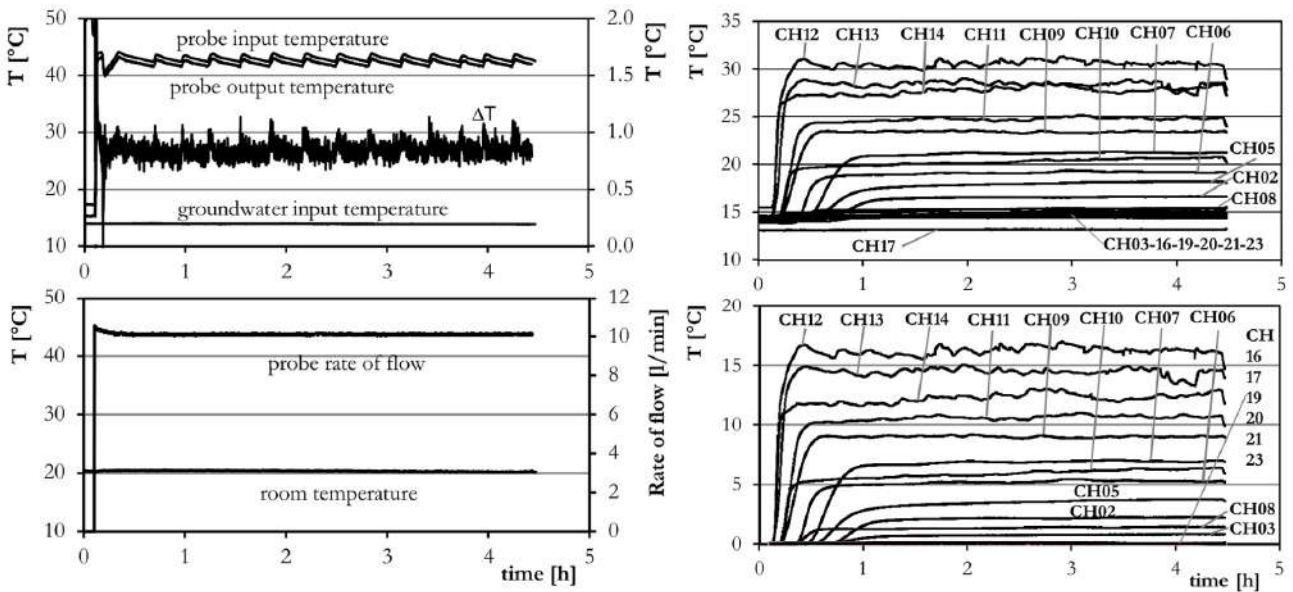 T [°C]
50
40
30
20
10
probe input temperature
probe output temperature
ΔT
groundwater input temperature
2.0
1.5
1.0
0.5
0.0
T [°C]
0 1 2 3 4 5
T [°C]
50
40
30
20
10
probe rate of flow
room temperature
12
10
8
6
4
2
0
Rate of flow [l/min]
0 1 2 3 4 5
time [h]
T [°C]
35
30
25
20
15
10
CH12 CH13 CH14 CH11 CH09 CH10 CH07 CH06
CH05
CH02
CH08
CH17
CH03-16-19-20-21-23
0 1 2 3 4 5
T [°C]
20
15
10
5
0
CH12 CH13 CH14 CH11 CH09 CH10 CH07 CH06
CH
16
17
19
20
21
23
CH05
CH02
CH08
CH03
0 1 2 3 4 5
time [h]